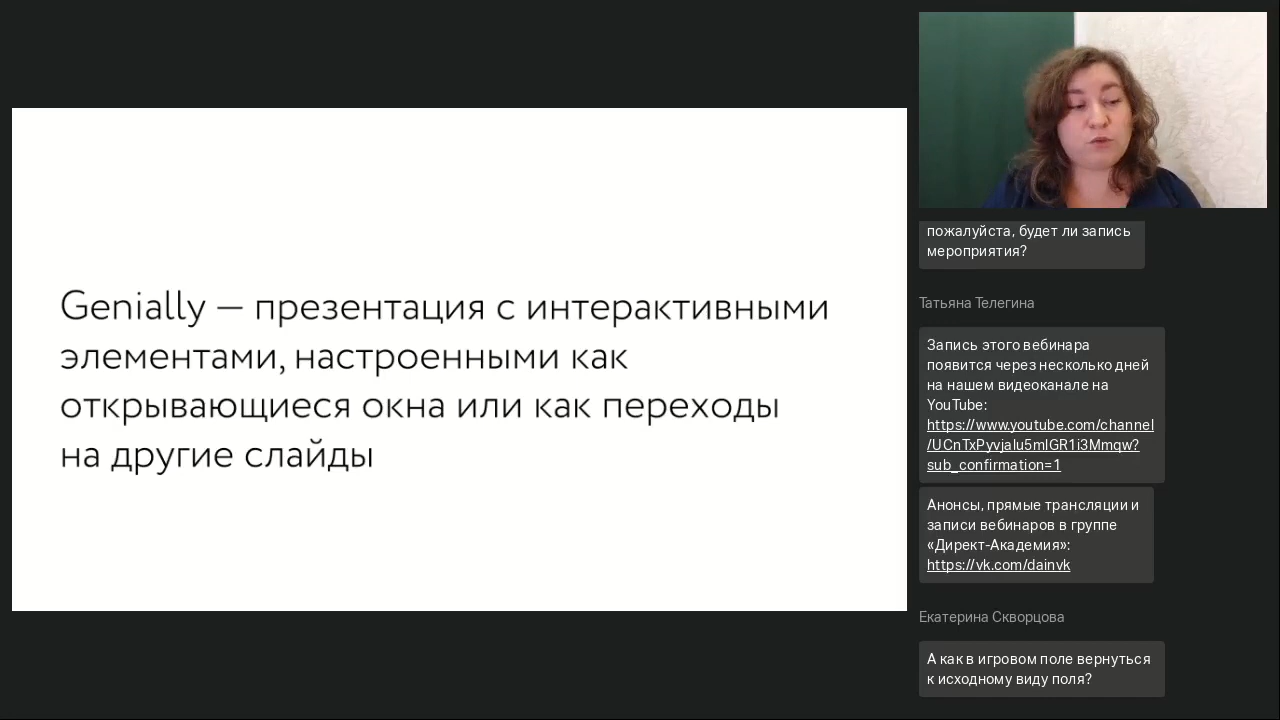 Genially — презентация с интерактивными
элементами, настроенными как
открывающиеся окна или как переходы
на другие слайды
пожалуйста, будет ли запись
мероприятия?
Татьяна Телегина
Запись этого вебинара
появится через несколько дней
на нашем видеоканале на
YouTube:
https://www.youtube.com/channel
/UCnTxPyvjalu5mlGR1i3Mmqw?
sub_confirmation=1
Анонсы, прямые трансляции и
записи вебинаров в группе
«Директ-Академия»:
https://vk.com/dainvk
Екатерина Скворцова
А как в игровом поле вернуться
к исходному виду поля?